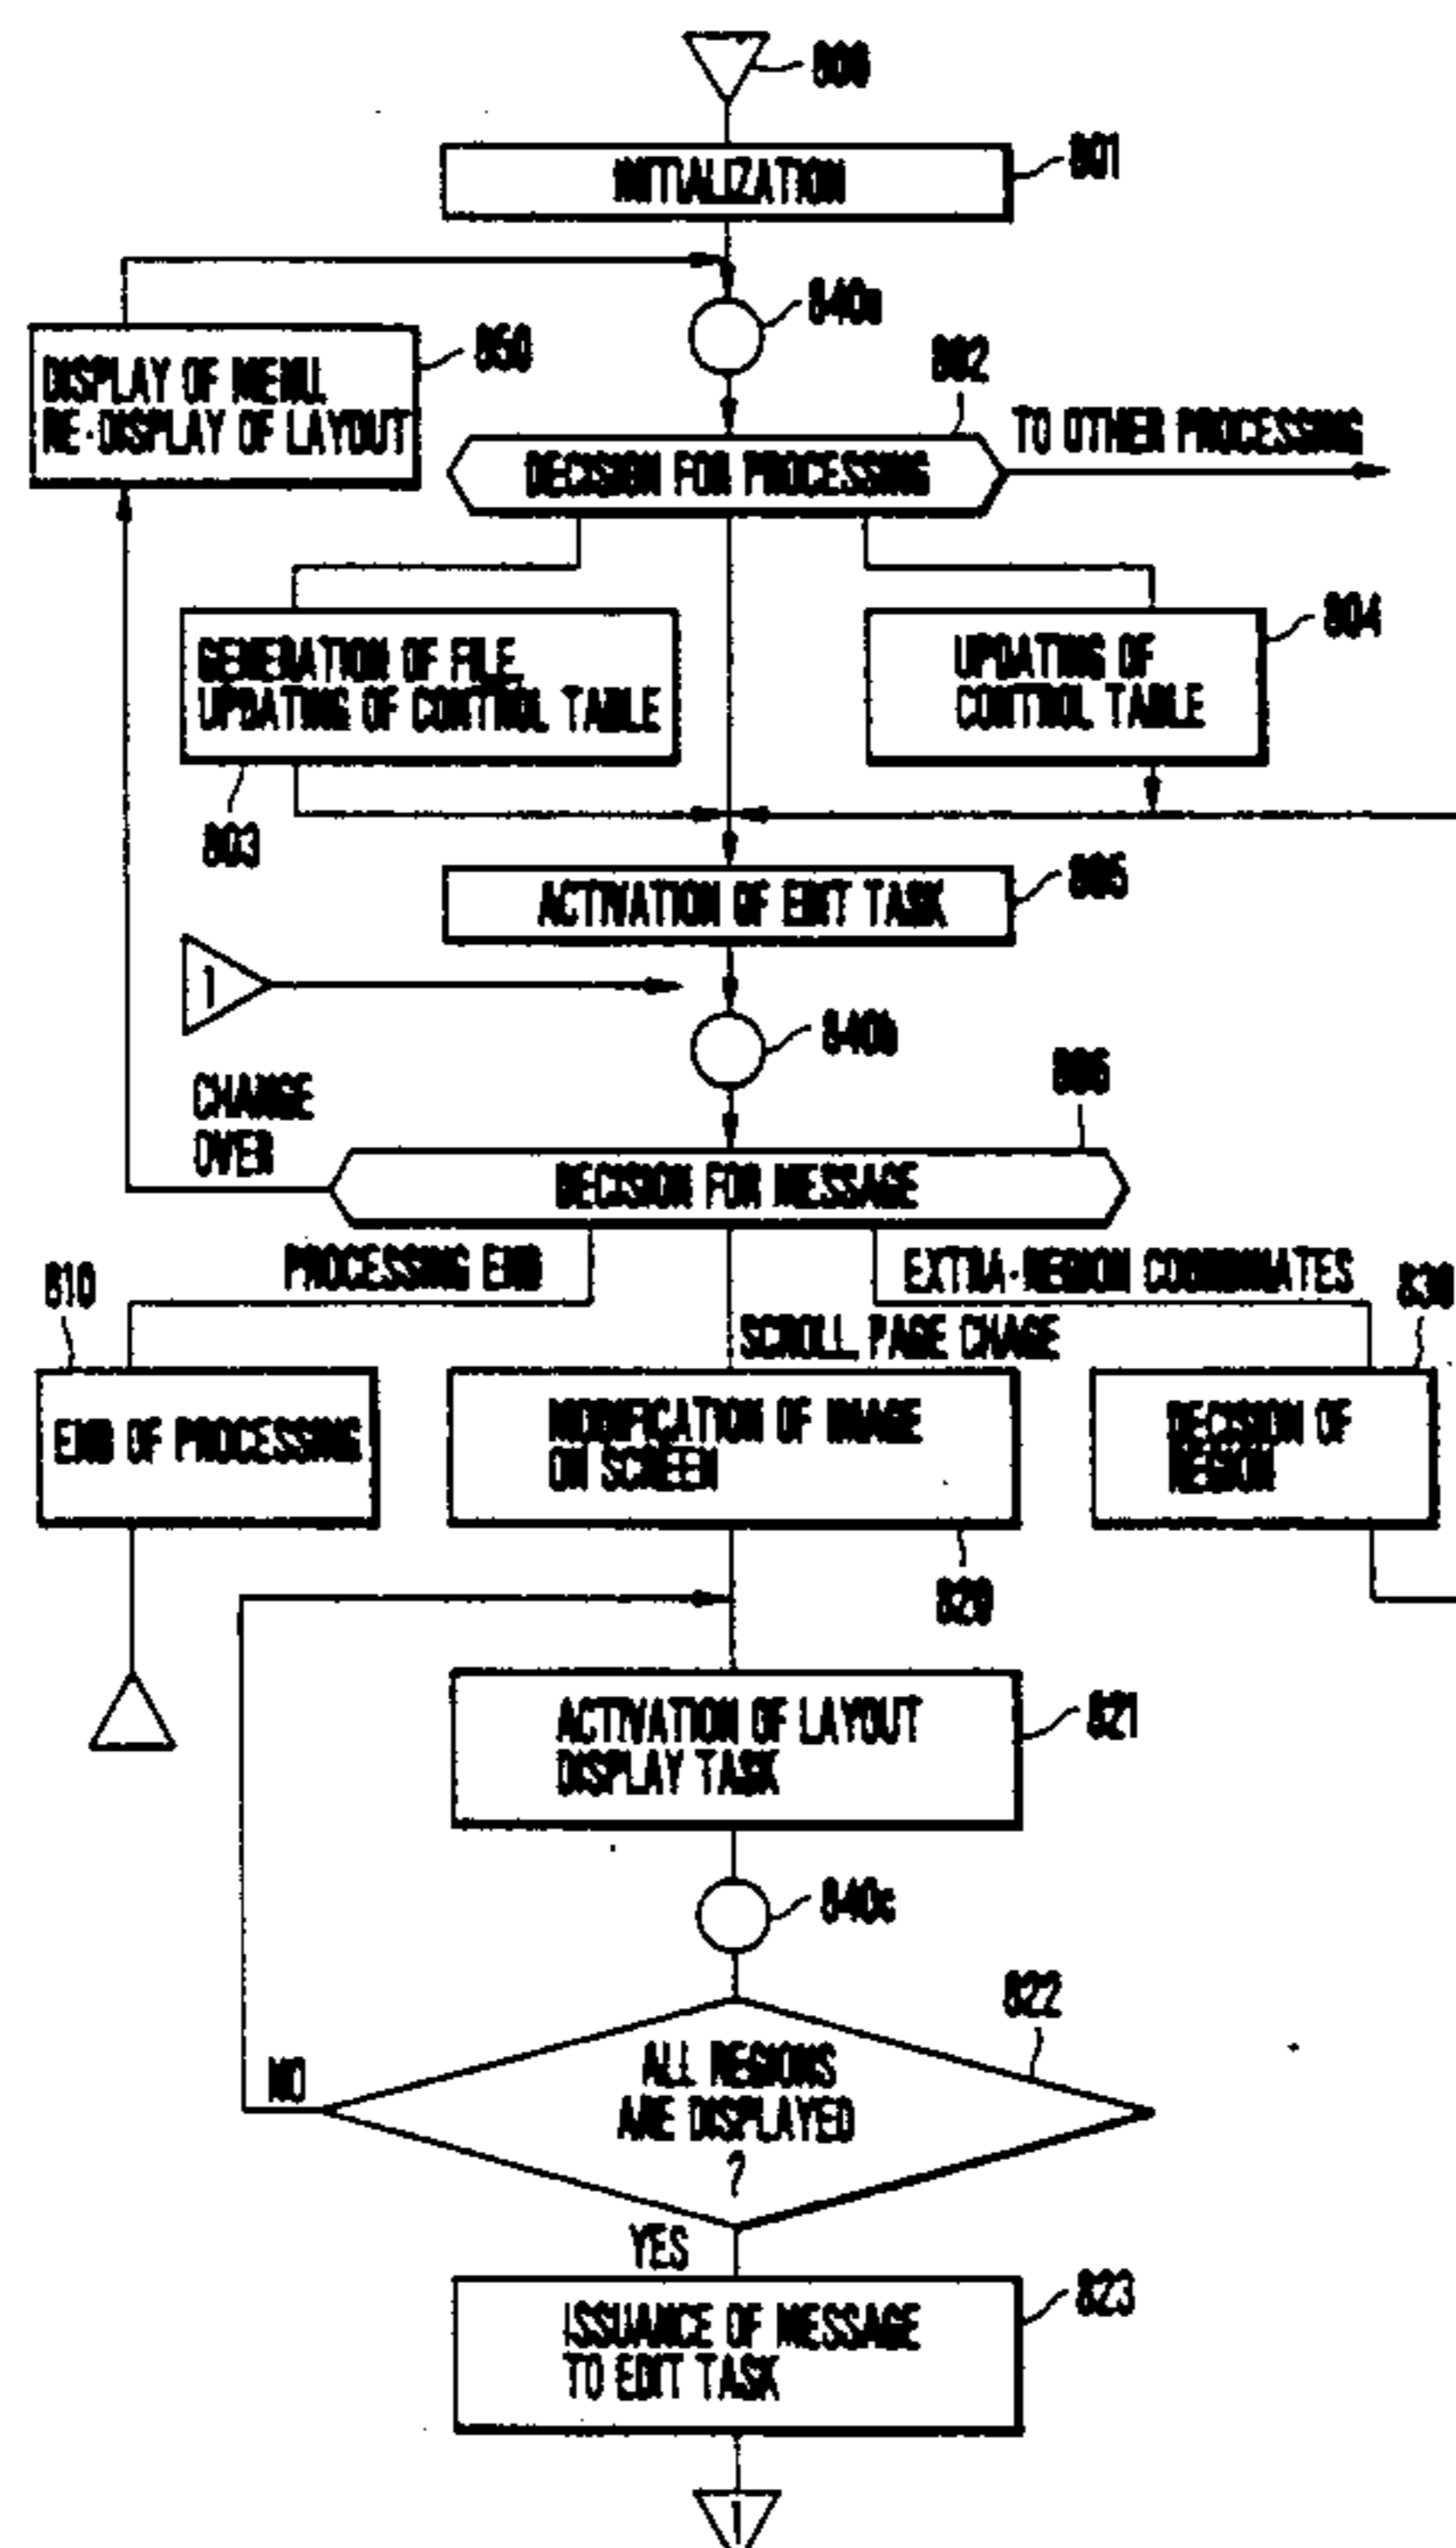 800
INITIALIZATION
801
840a
DISPLAY OF MENU,
RE-DISPLAY OF LAYOUT
850
802
TO OTHER PROCESSING
DECISION FOR PROCESSING
804
GENERATION OF FILE,
UPDATING OF CONTROL TABLE
UPDATING OF
CONTROL TABLE
803
805
ACTIVATION OF EDIT TASK
1
840b
806
CHANGE
OVER
DECISION FOR MESSAGE
PROCESSING END
EXTRA-REGION COORDINATES
810
830
SCROLL, PAGE CHAGE
END OF PROCESSING
MODIFICATION OF IMAGE
ON SCREEN
DECISION OF
REGION
820
ACTIVATION OF LAYOUT
DISPLAY TASK
821
840c
822
NO
ALL REGIONS
ARE DISPLAYED
?
YES
823
ISSUANCE OF MESSAGE
TO EDIT TASK
1